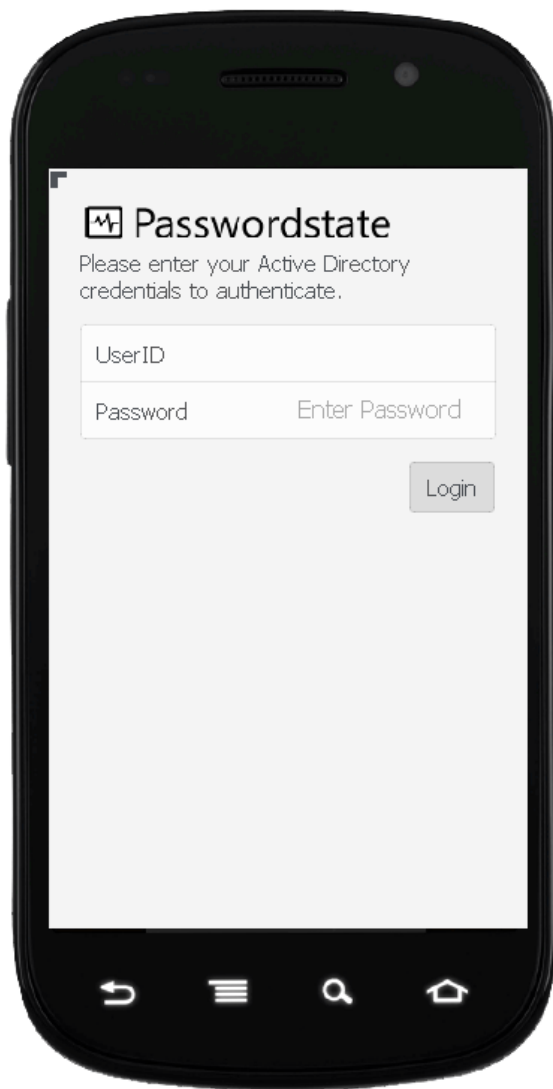 Passwordstate
Please enter your Active Directory
credentials to authenticate.
UserID
Password Enter Password
Login